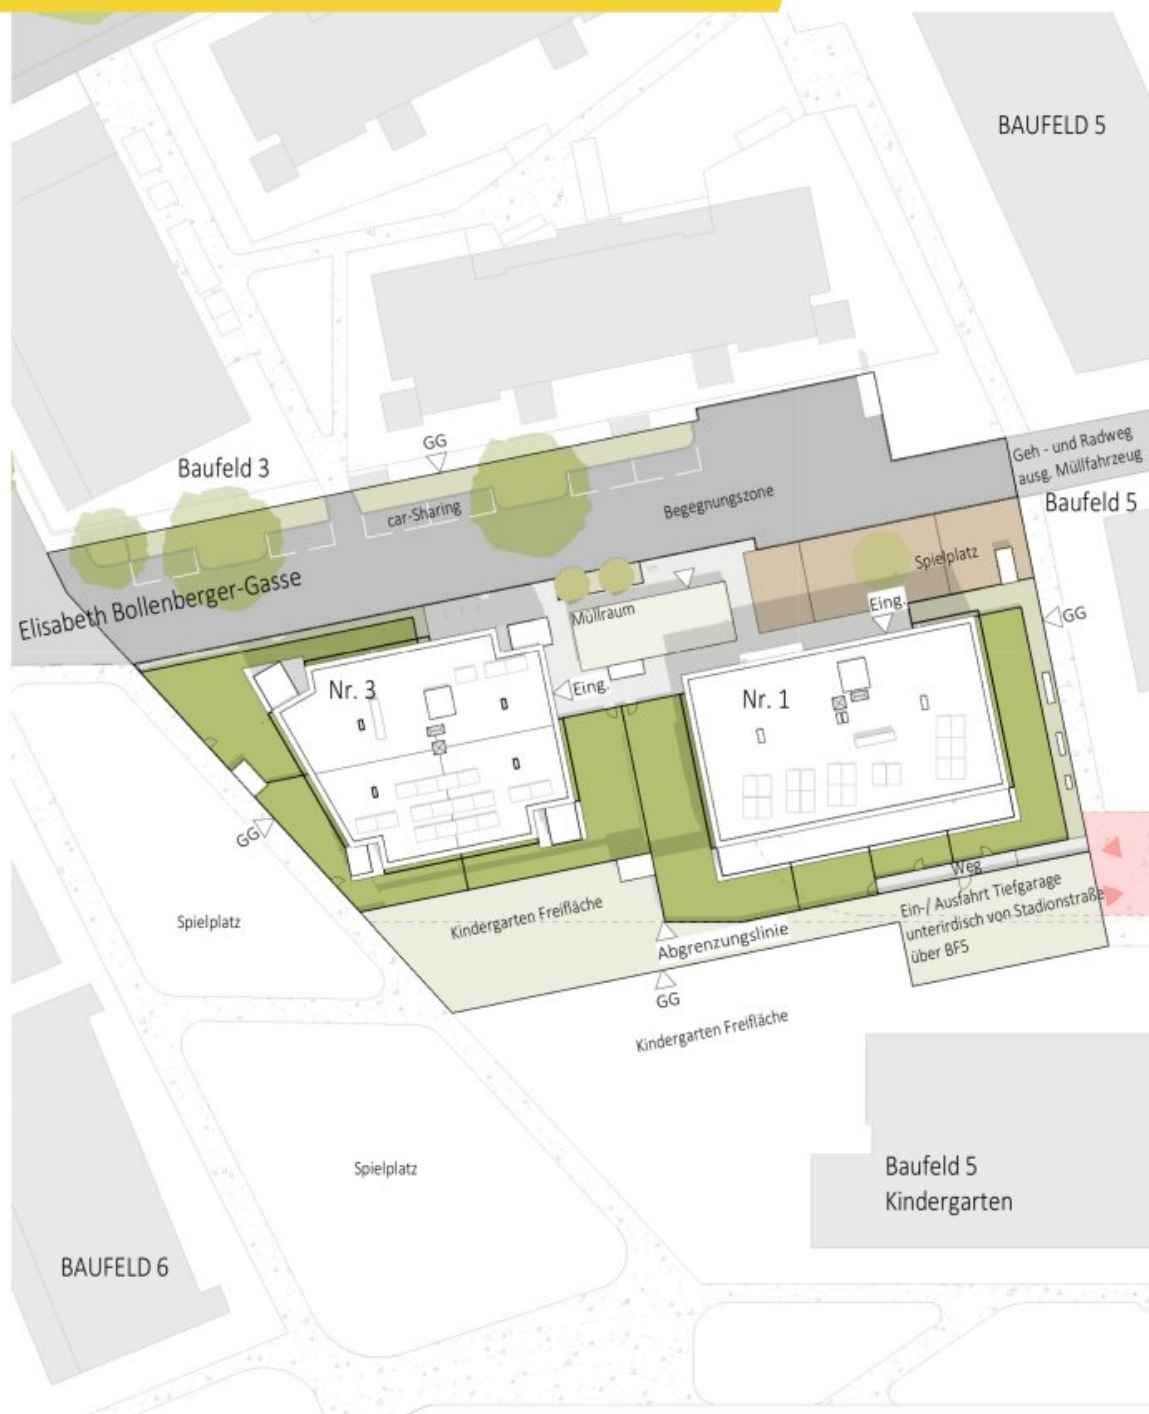 BAUFELD 5
GG
Baufeld 3
Geh - und Radweg
ausg. Müllfahrzeug
car-Sharing
Begegnungszone
Baufeld 5
Elisabeth Bollenberger-Gasse
Spielplatz
Müllraum
Eing.
GG
Nr. 3
Eing.
Nr. 1
GG
Weg
Spielplatz
Kindergarten Freifläche
Ein-/ Ausfahrt Tiefgarage
unterirdisch von Stadionstraße
über BF5
Abgrenzungslinie
GG
Kindergarten Freifläche
Spielplatz
Baufeld 5
Kindergarten
BAUFELD 6